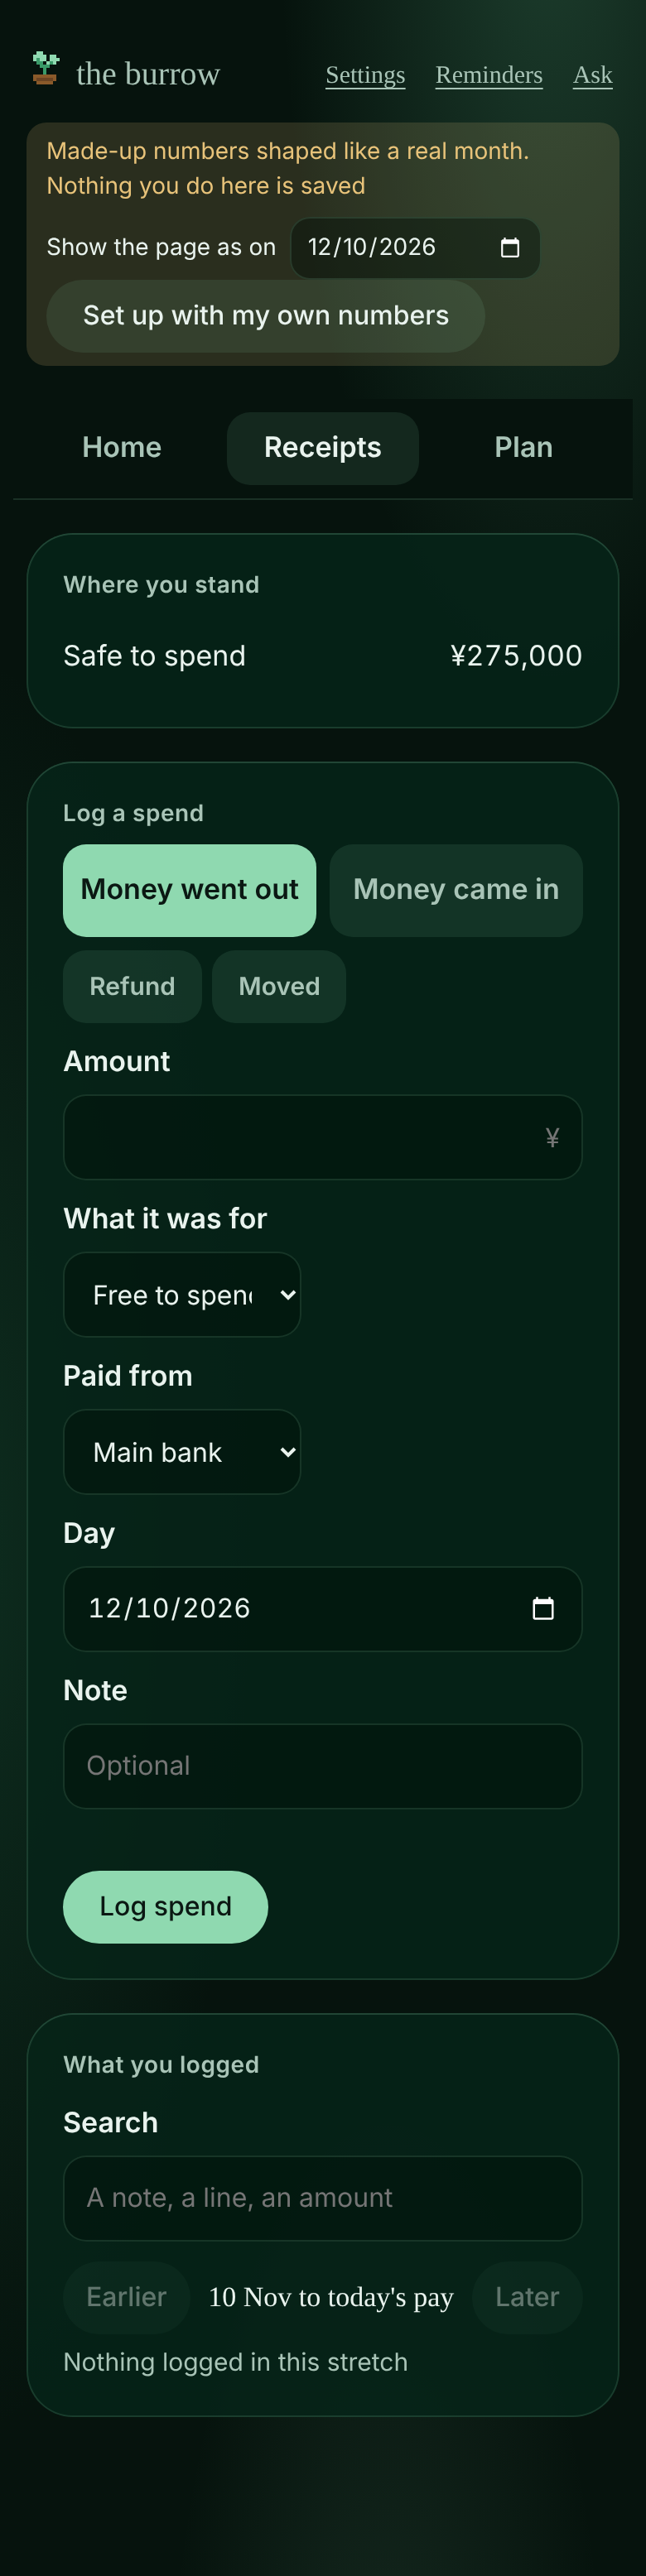 the burrow
Settings
Reminders
Ask
Made-up numbers shaped like a real month.
Nothing you do here is saved
Show the page as on 12/10/2026
Set up with my own numbers
Home
Receipts
Plan
Where you stand
Safe to spend ¥275,000
Log a spend
Money went out
Money came in
Refund
Moved
Amount
¥
What it was for
Free to spen
Paid from
Main bank
Day
12/10/2026
Note
Optional
Log spend
What you logged
Search
A note, a line, an amount
Earlier
10 Nov to today's pay
Later
Nothing logged in this stretch